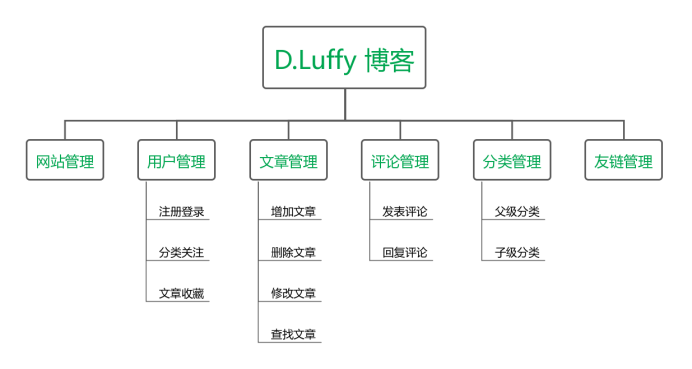 D.Luffy 博客
网站管理
用户管理
文章管理
评论管理
分类管理
友链管理
注册登录
分类关注
文章收藏
增加文章
删除文章
修改文章
查找文章
发表评论
回复评论
父级分类
子级分类